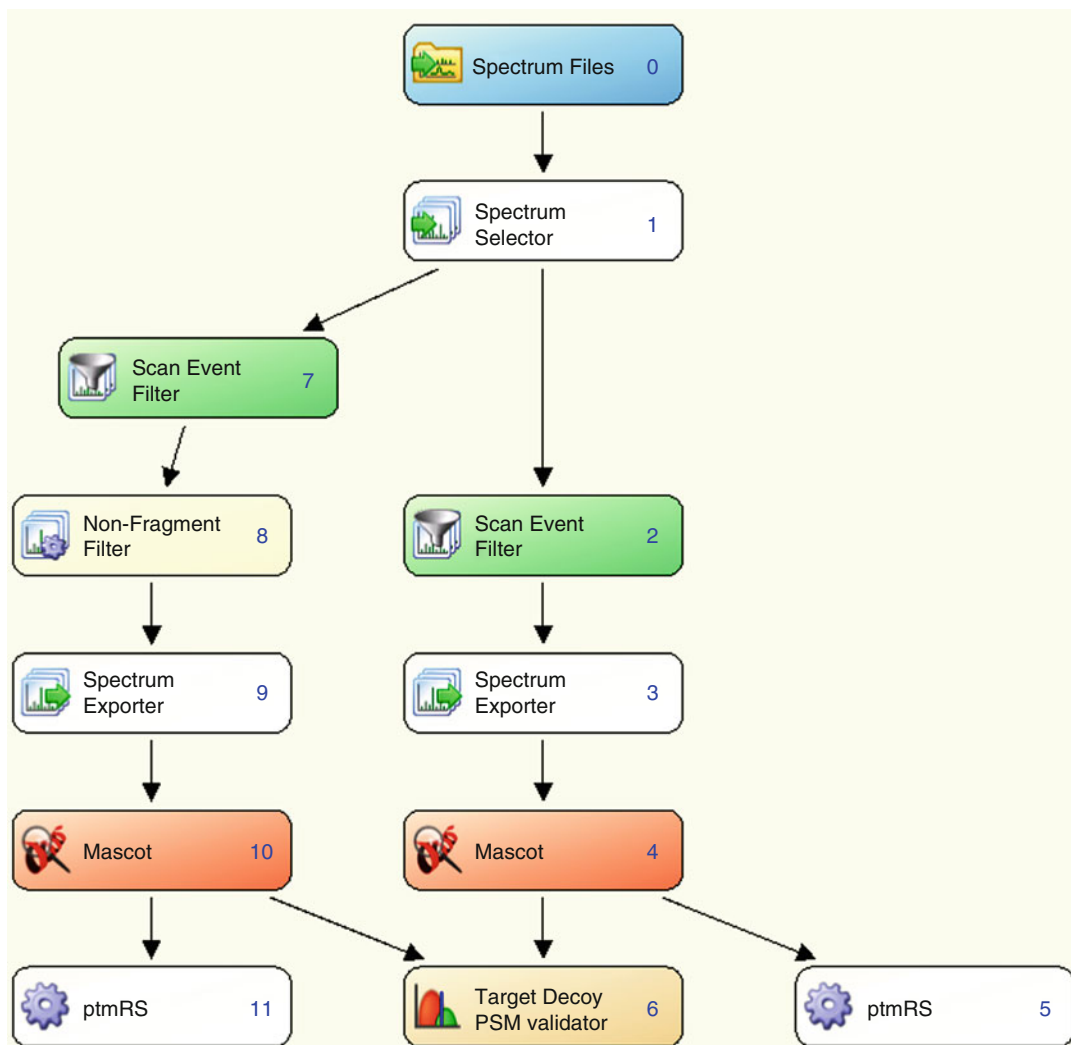 Spectrum Files 0
Spectrum
Selector 1
Scan Event
Filter 7
Non-Fragment
Filter 8
Scan Event
Filter 2
Spectrum
Exporter 9
Spectrum
Exporter 3
Mascot 10
Mascot 4
ptmRS 11
Target Decoy
PSM validator 6
ptmRS 5